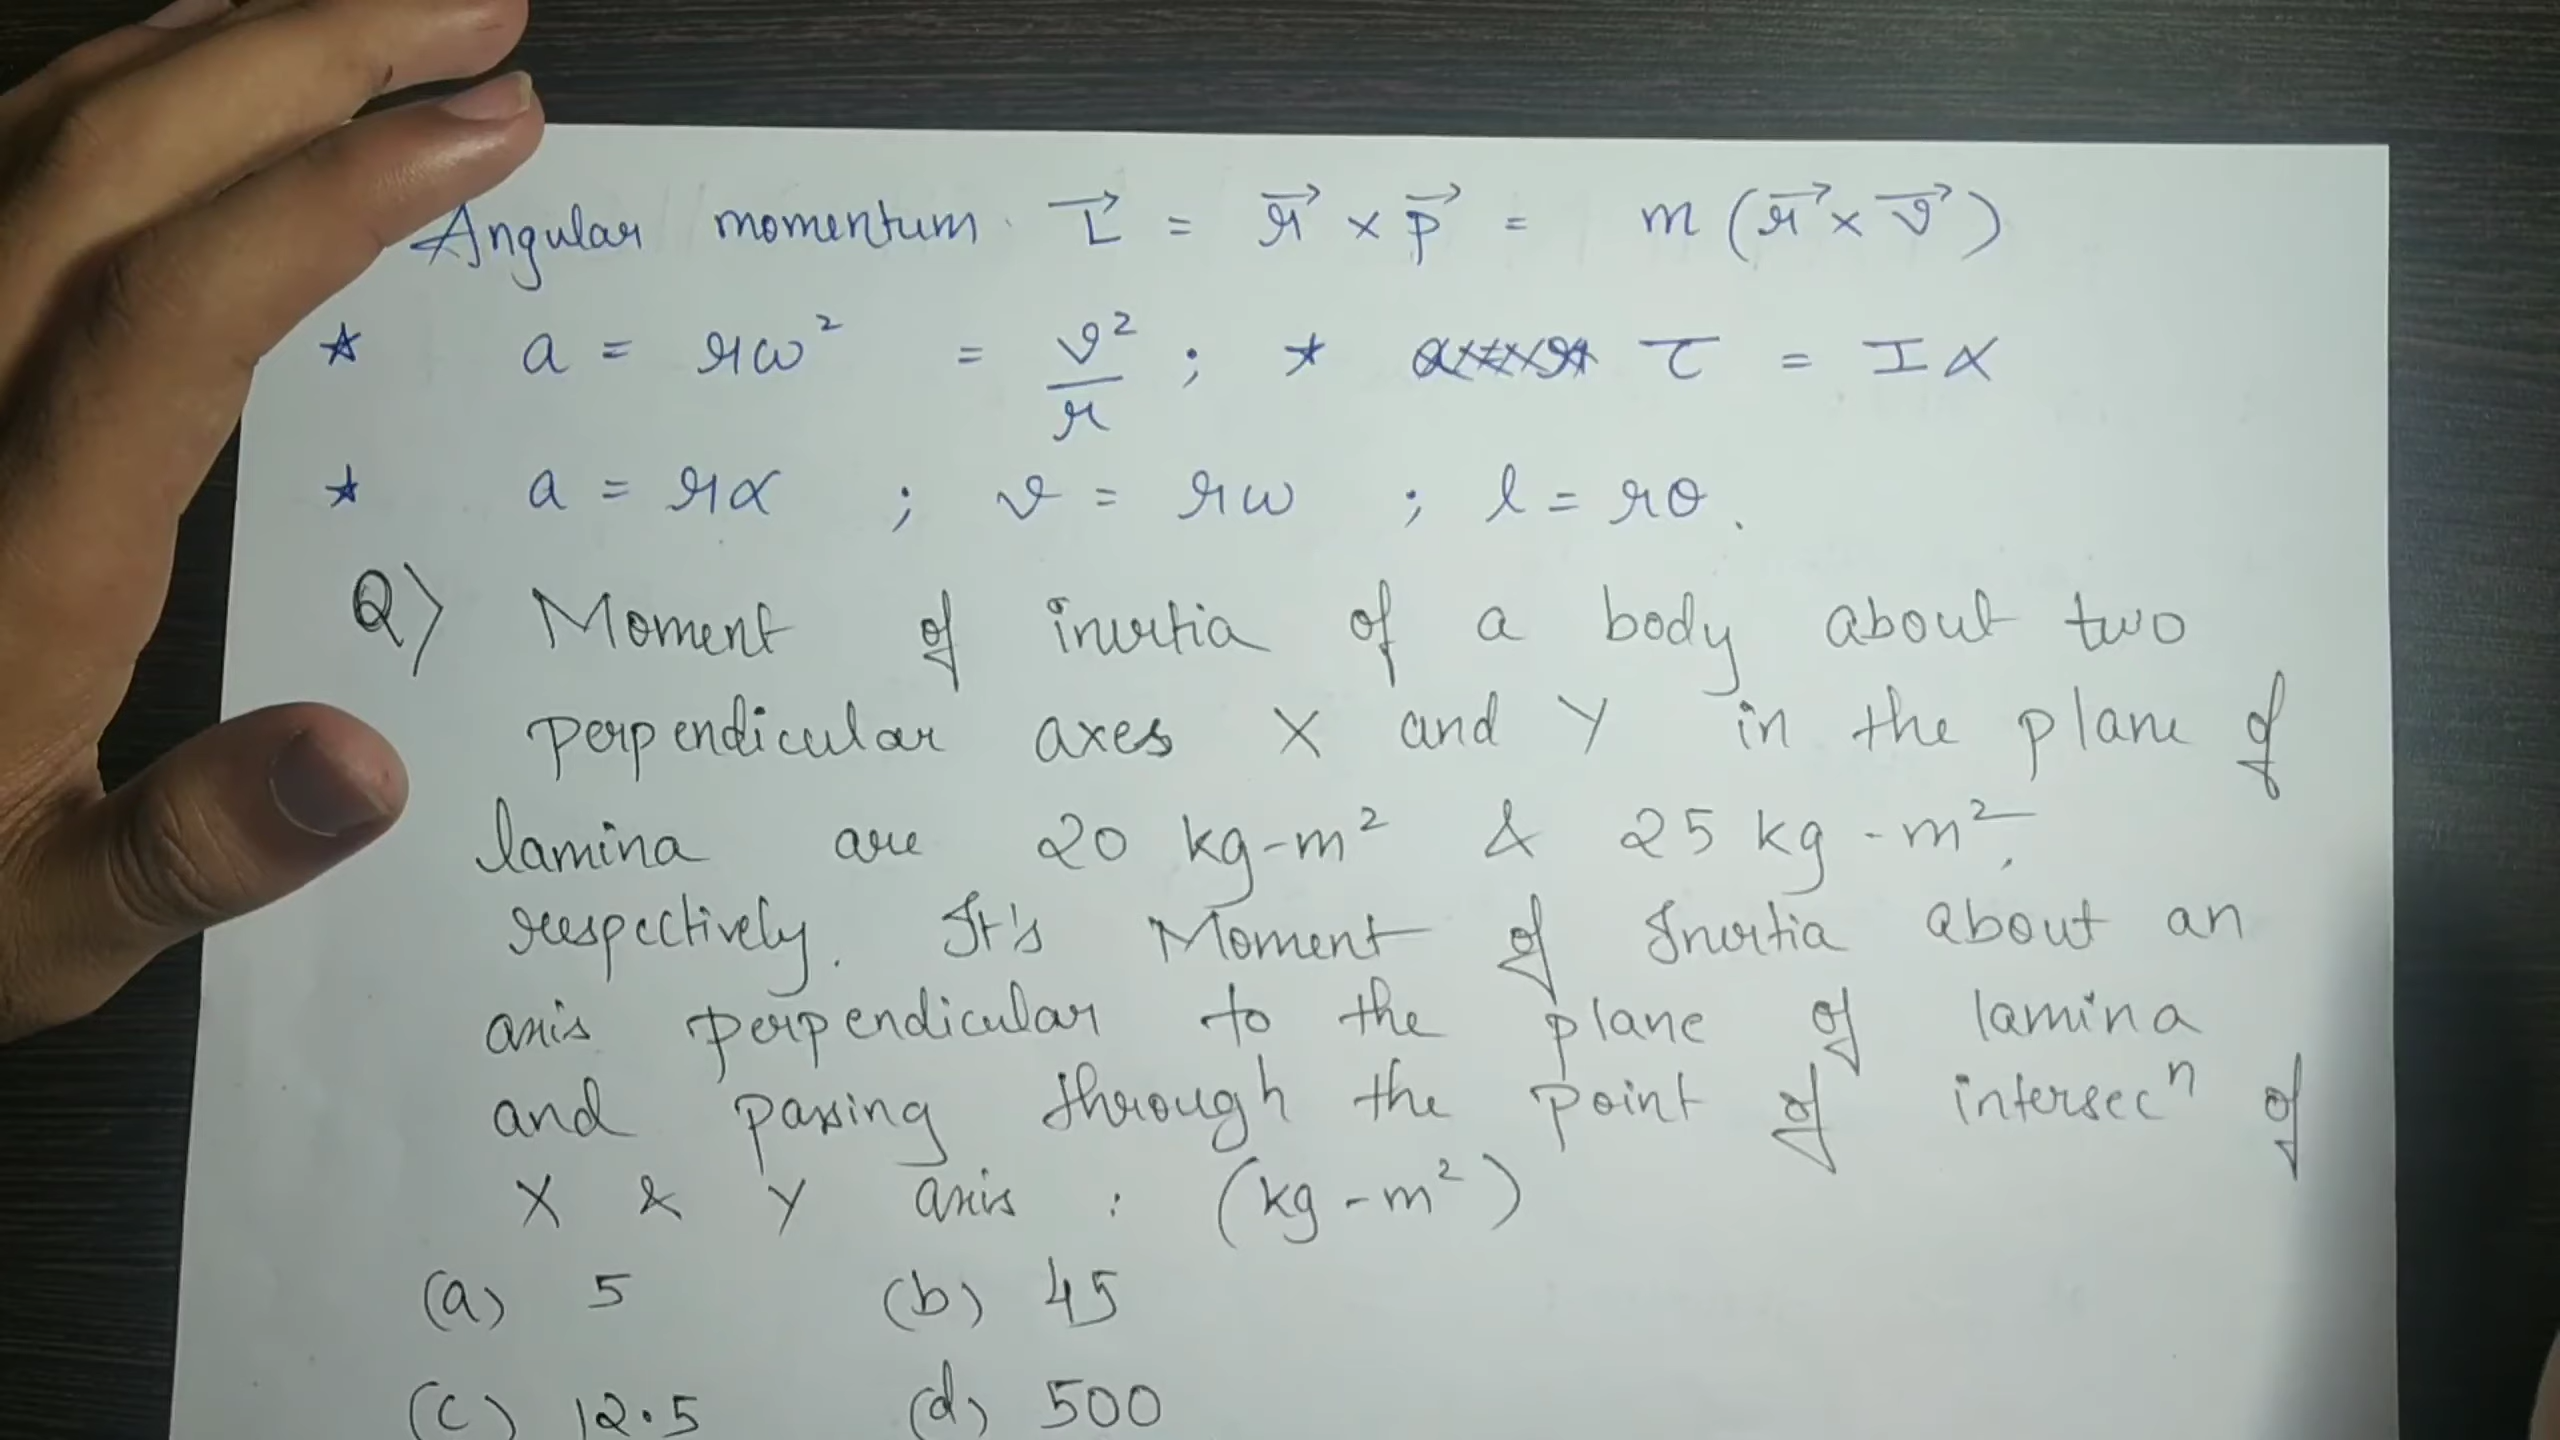 Angular momentum. L⃗ = r⃗ × p⃗ = m (r⃗ × v⃗)
☆ a = rω² = v²/r ; ★ τ = Iα
★ a = rα ; v = rω ; l = rθ.
Q) Moment of inertia of a body about two
perpendicular axes X and Y in the plane of
lamina are 20 kg-m² & 25 kg-m²,
respectively. It's Moment of Inertia about an
axis perpendicular to the plane of lamina
and passing through the point of intersecⁿ of
X & Y axis : (kg-m²)
(a) 5 (b) 45
(c) 12.5 (d) 500